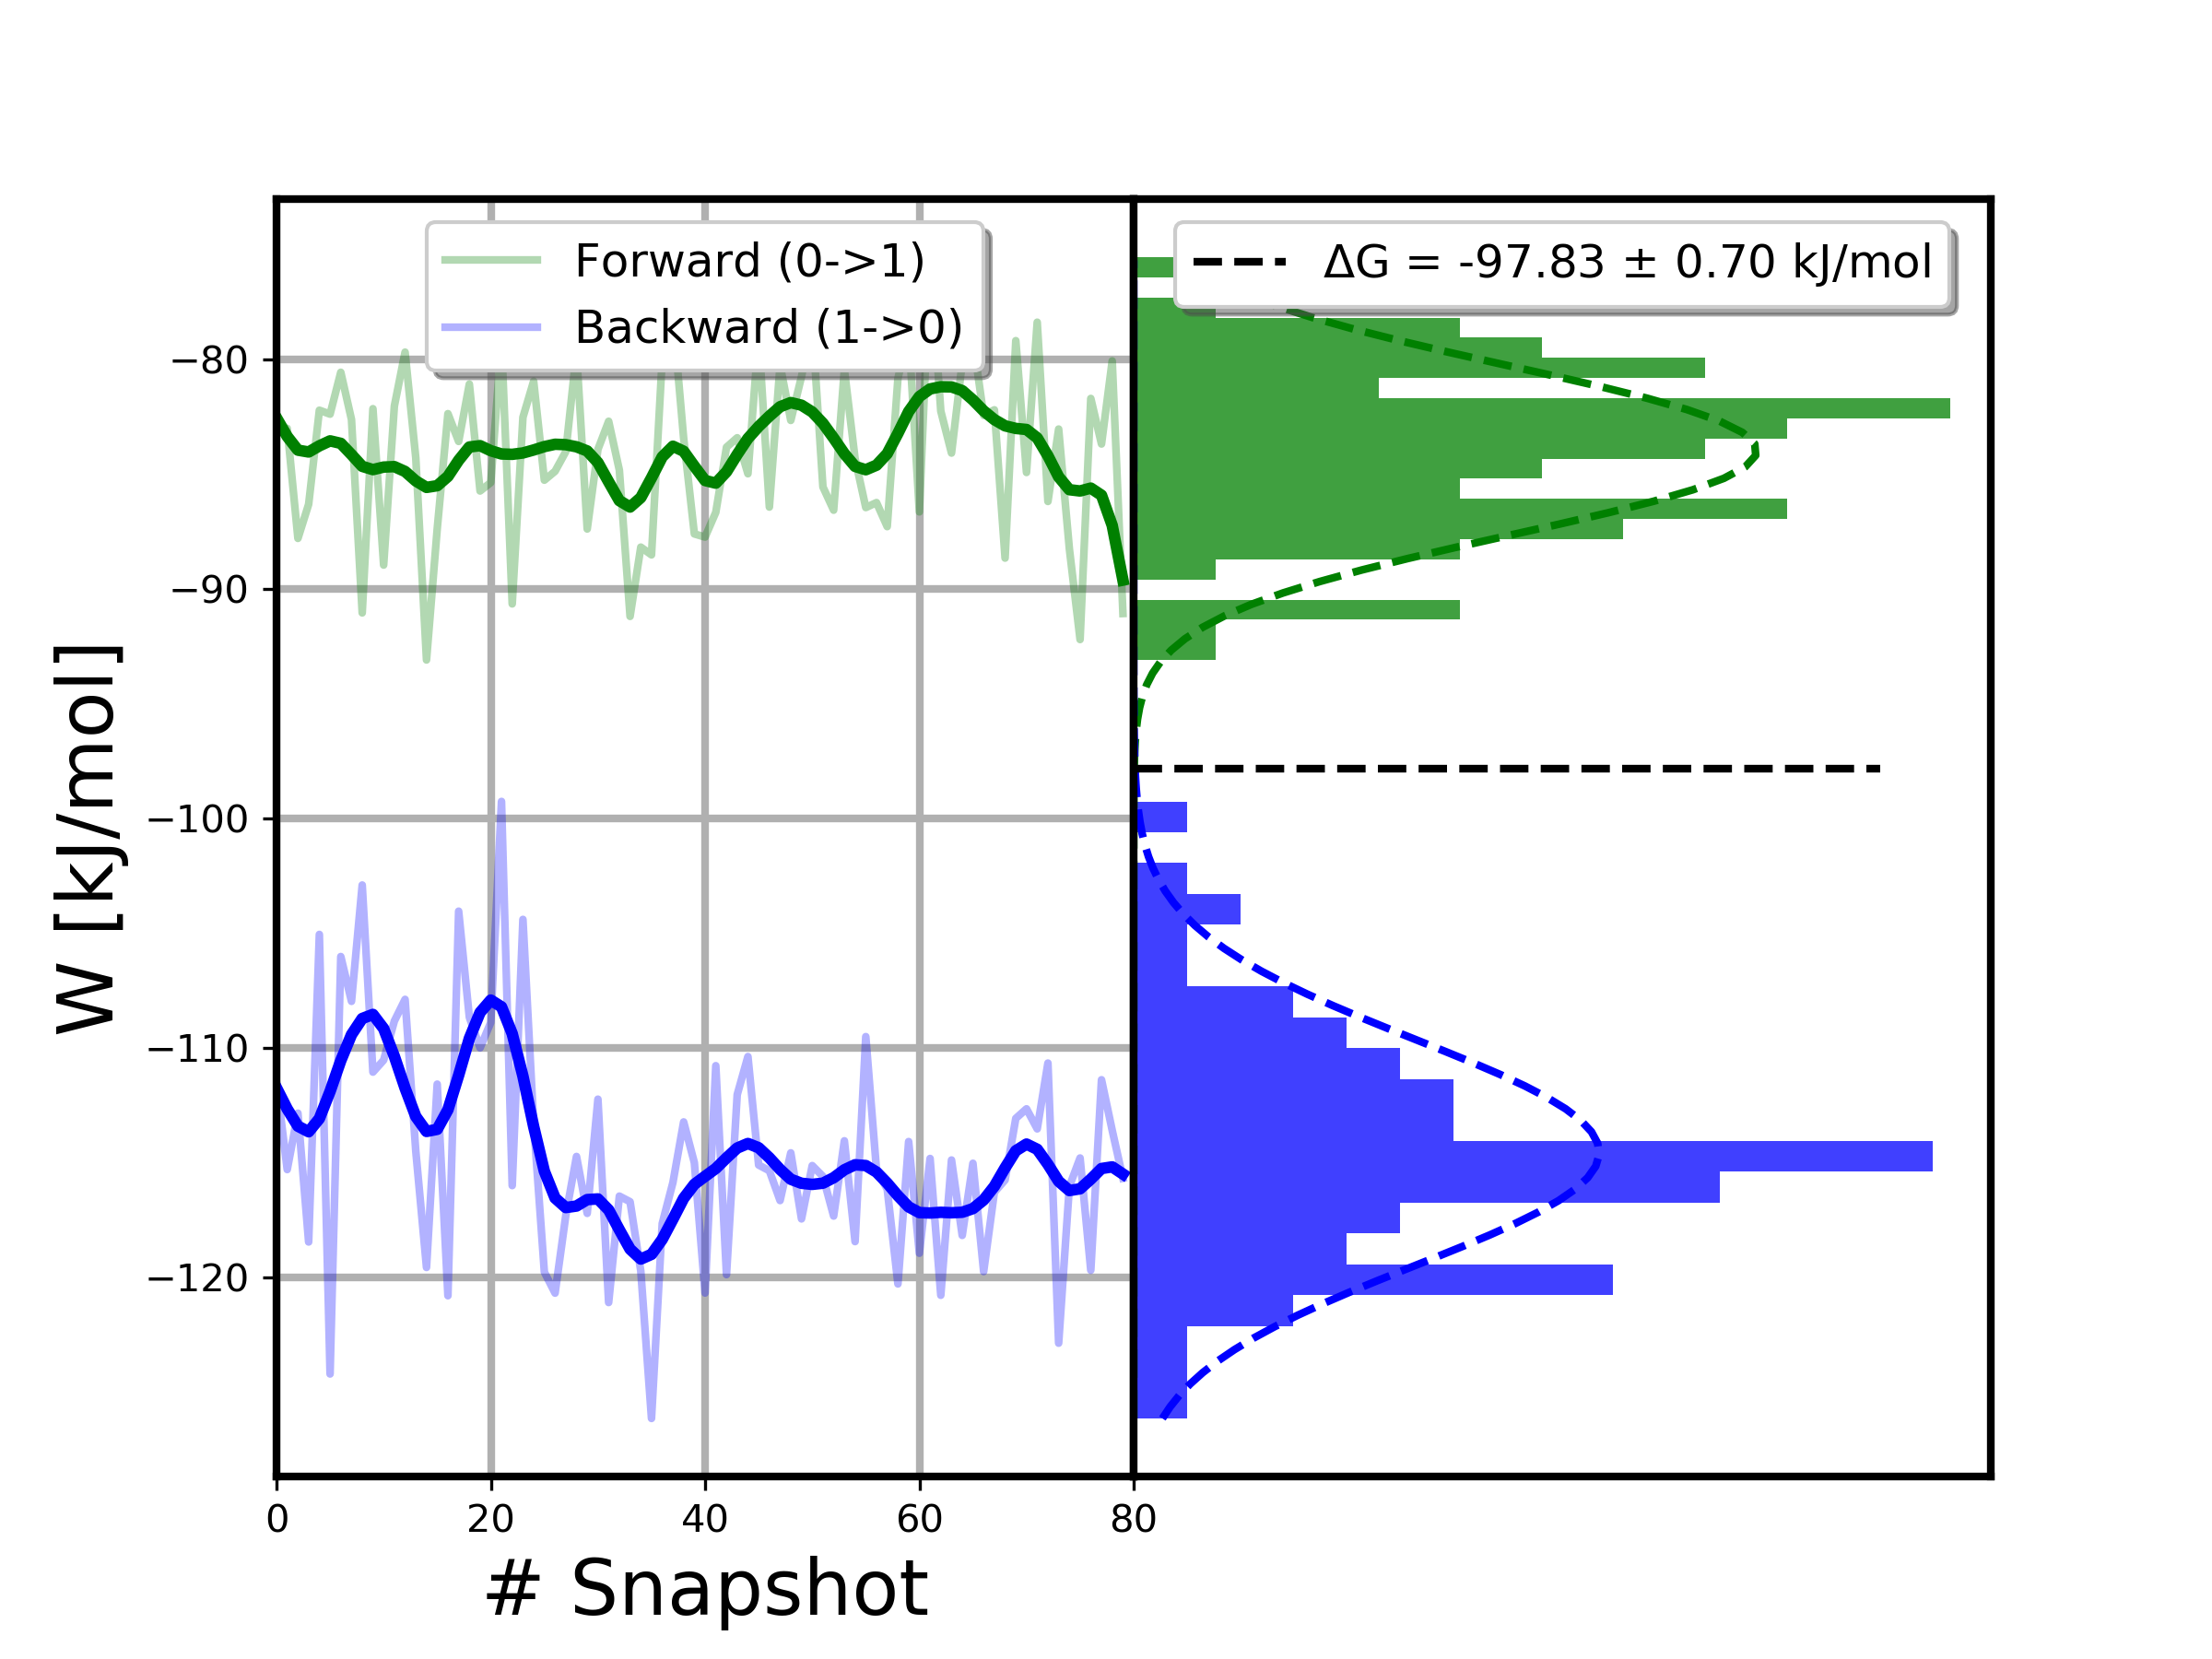 Forward (0->1)
Backward (1->0)
ΔG = -97.83 ± 0.70 kJ/mol
W [kJ/mol]
−80
−90
−100
−110
−120
0 20 40 60 80
# Snapshot